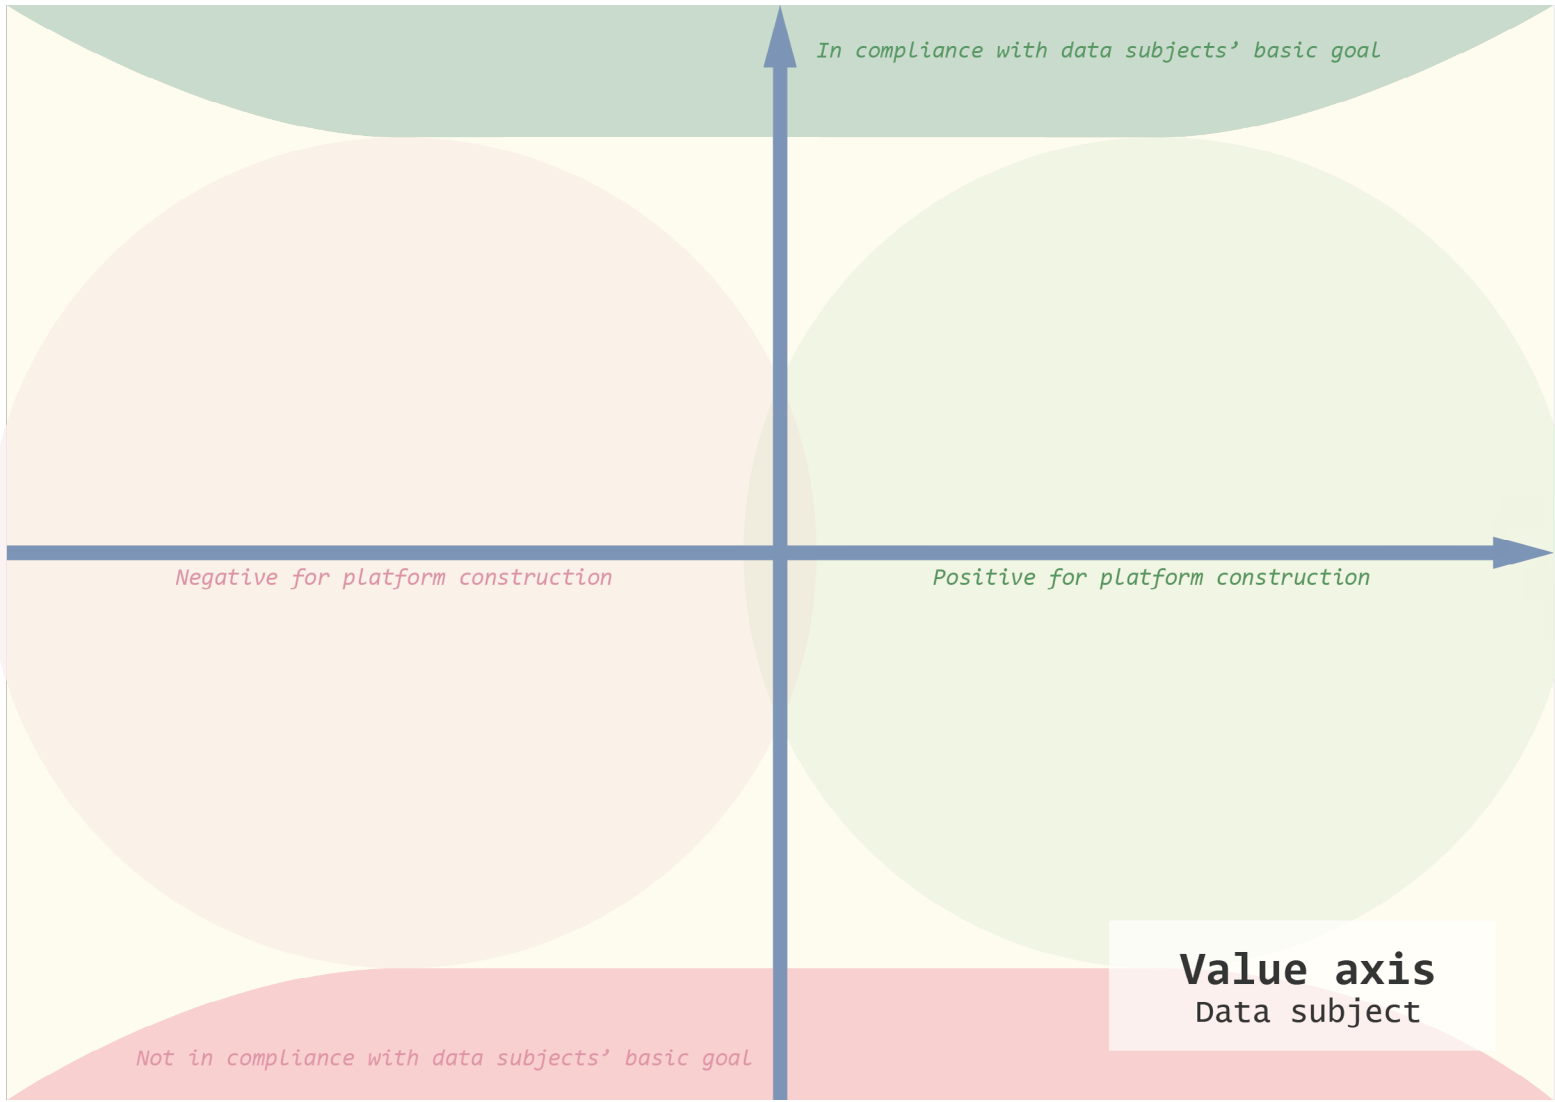 In compliance with data subjects’ basic goal
Negative for platform construction
Positive for platform construction
Value axis
Data subject
Not in compliance with data subjects’ basic goal